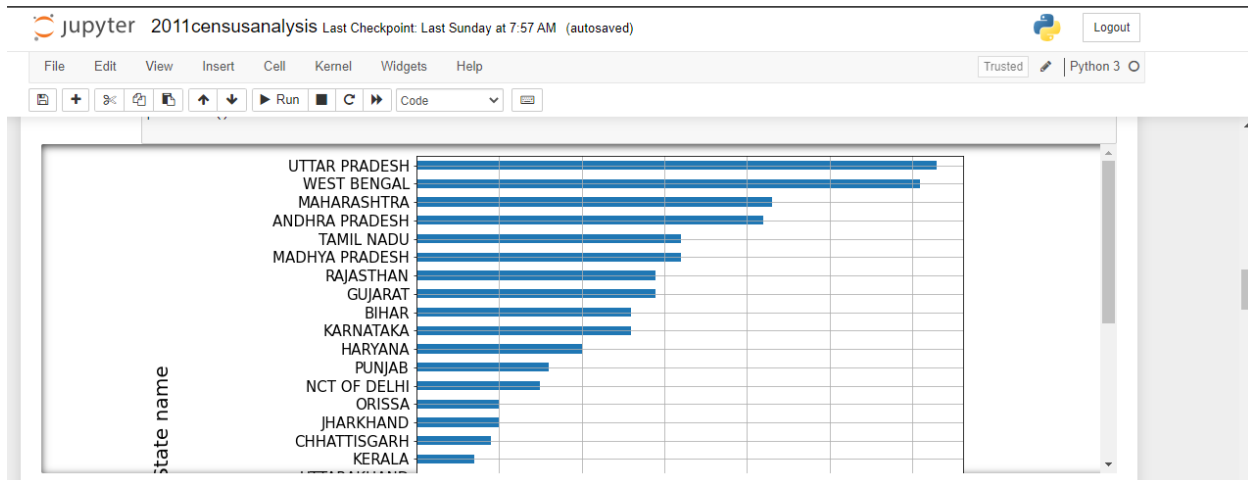 jupyter 2011censusanalysis Last Checkpoint: Last Sunday at 7:57 AM (autosaved)
Logout
File Edit View Insert Cell Kernel Widgets Help
Trusted Python 3
Run Code
UTTAR PRADESH
WEST BENGAL
MAHARASHTRA
ANDHRA PRADESH
TAMIL NADU
MADHYA PRADESH
RAJASTHAN
GUJARAT
BIHAR
KARNATAKA
HARYANA
PUNJAB
NCT OF DELHI
ORISSA
JHARKHAND
CHHATTISGARH
KERALA
State name